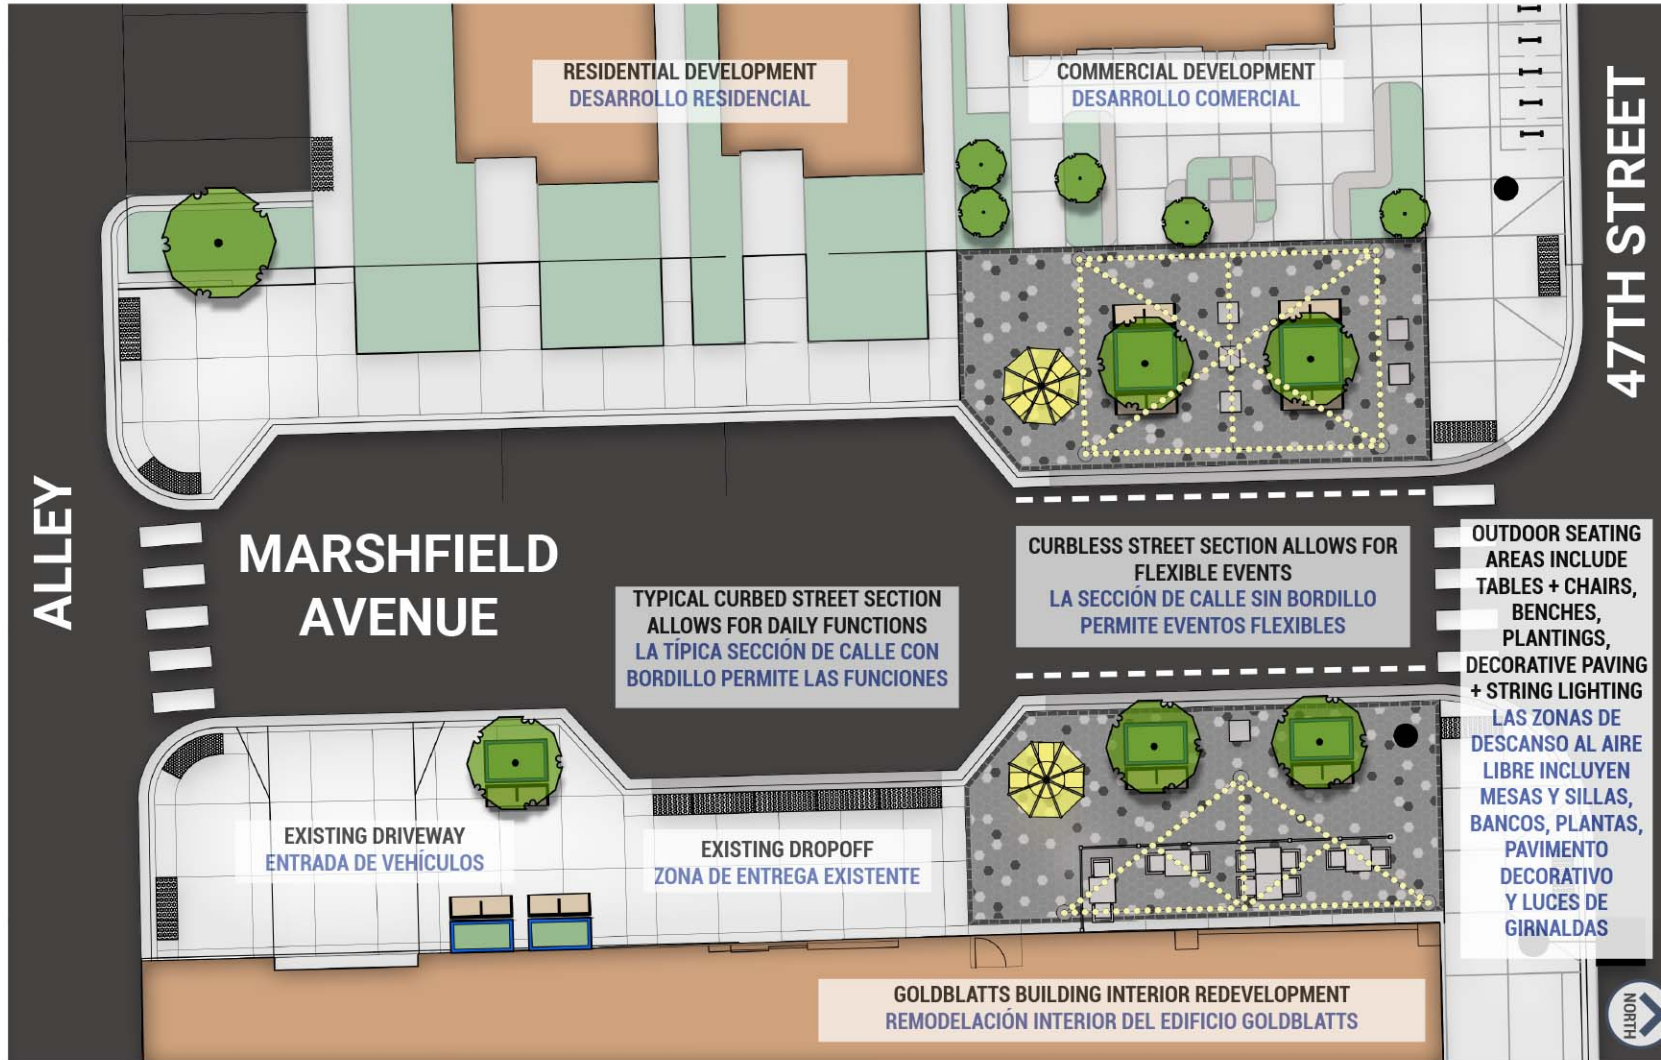 RESIDENTIAL DEVELOPMENT
DESARROLLO RESIDENCIAL
COMMERCIAL DEVELOPMENT
DESARROLLO COMERCIAL
47TH STREET
ALLEY
MARSHFIELD
AVENUE
TYPICAL CURBED STREET SECTION
ALLOWS FOR DAILY FUNCTIONS
LA TÍPICA SECCIÓN DE CALLE CON
BORDILLO PERMITE LAS FUNCIONES
CURBLESS STREET SECTION ALLOWS FOR
FLEXIBLE EVENTS
LA SECCIÓN DE CALLE SIN BORDILLO
PERMITE EVENTOS FLEXIBLES
OUTDOOR SEATING
AREAS INCLUDE
TABLES + CHAIRS,
BENCHES,
PLANTINGS,
DECORATIVE PAVING
+ STRING LIGHTING
LAS ZONAS DE
DESCANSO AL AIRE
LIBRE INCLUYEN
MESAS Y SILLAS,
BANCOS, PLANTAS,
PAVIMENTO
DECORATIVO
Y LUCES DE
GIRNALDAS
EXISTING DRIVEWAY
ENTRADA DE VEHÍCULOS
EXISTING DROPOFF
ZONA DE ENTREGA EXISTENTE
GOLDBLATTS BUILDING INTERIOR REDEVELOPMENT
REMODELACIÓN INTERIOR DEL EDIFICIO GOLDBLATTS
NORTH